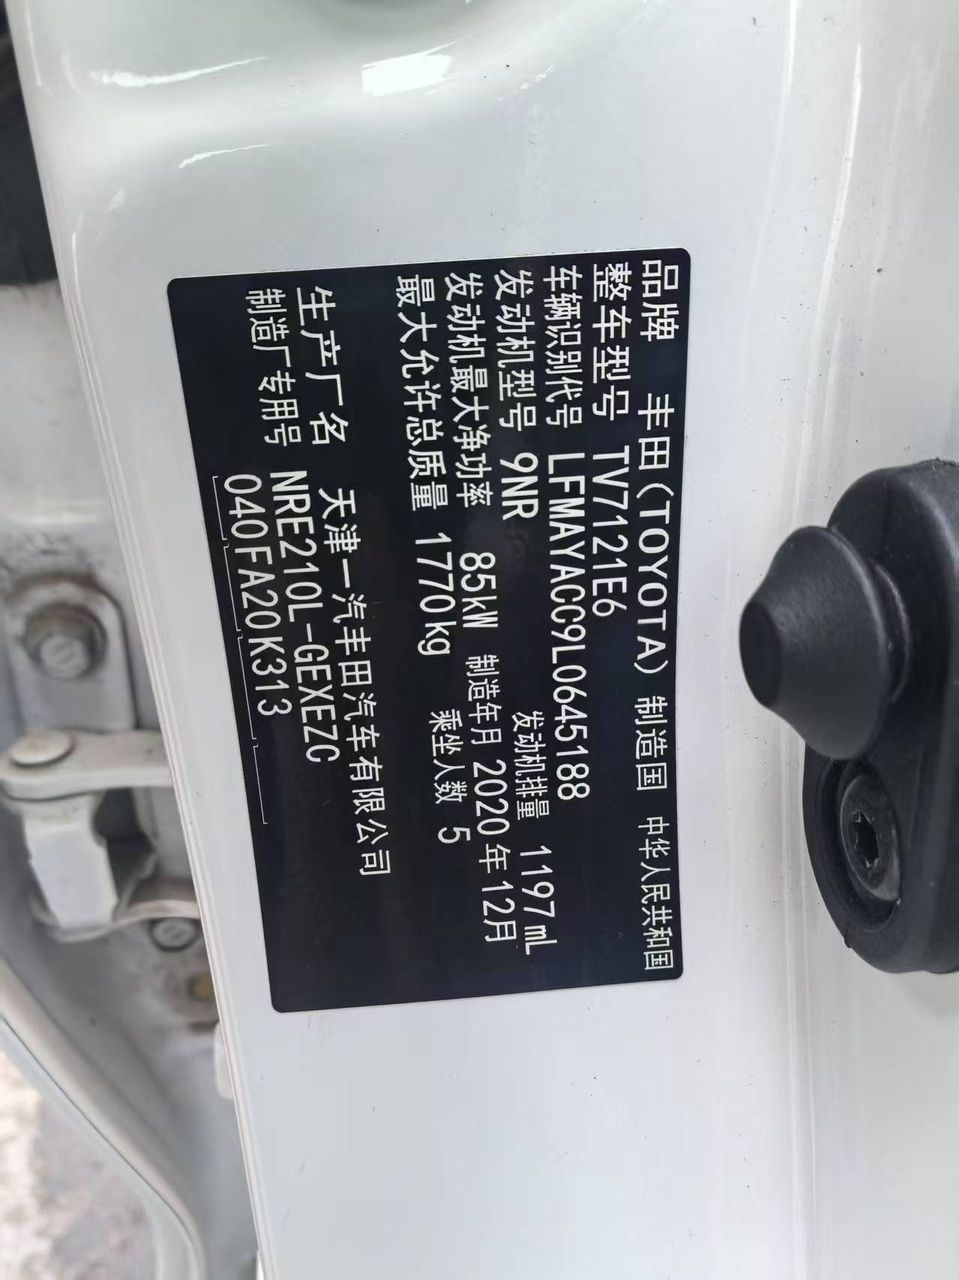 品牌 丰田(TOYOTA) 制造国 中华人民共和国
整车型号 TV7121E6
车辆识别代号 LFMAYACC9L0645188
发动机型号 9NR 发动机排量 1197mL
发动机最大净功率 85kW 制造年月 2020年12月
最大允许总质量 1770kg 乘坐人数 5
生产厂名 天津一汽丰田汽车有限公司
制造厂专用号 NRE210L-GEXEZC
040FA20K313